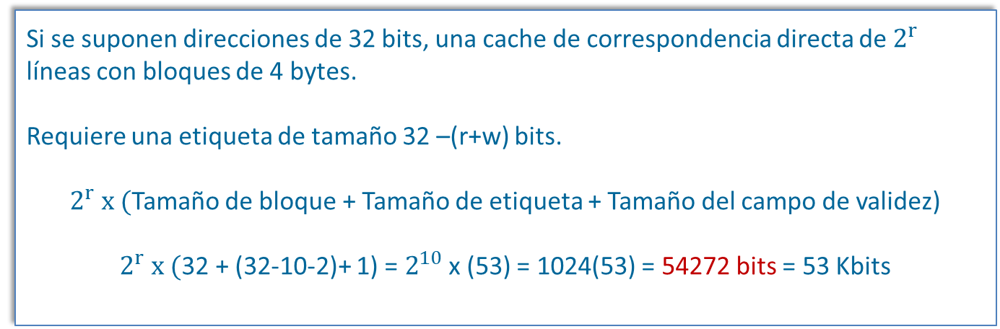 Si se suponen direcciones de 32 bits, una cache de correspondencia directa de 2^r
líneas con bloques de 4 bytes.
Requiere una etiqueta de tamaño 32 –(r+w) bits.
2^r x (Tamaño de bloque + Tamaño de etiqueta + Tamaño del campo de validez)
2^r x (32 + (32-10-2)+ 1) = 2^10 x (53) = 1024(53) = 54272 bits = 53 Kbits